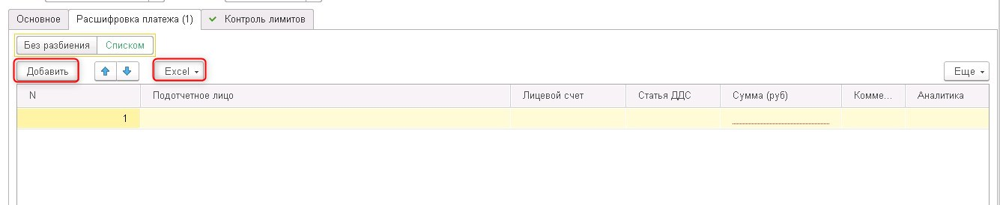 Основное Расшифровка платежа (1) Контроль лимитов
Без разбиения Списком
Добавить Excel Еще
N Подотчетное лицо Лицевой счет Статья ДДС Сумма (руб) Комме... Аналитика
1